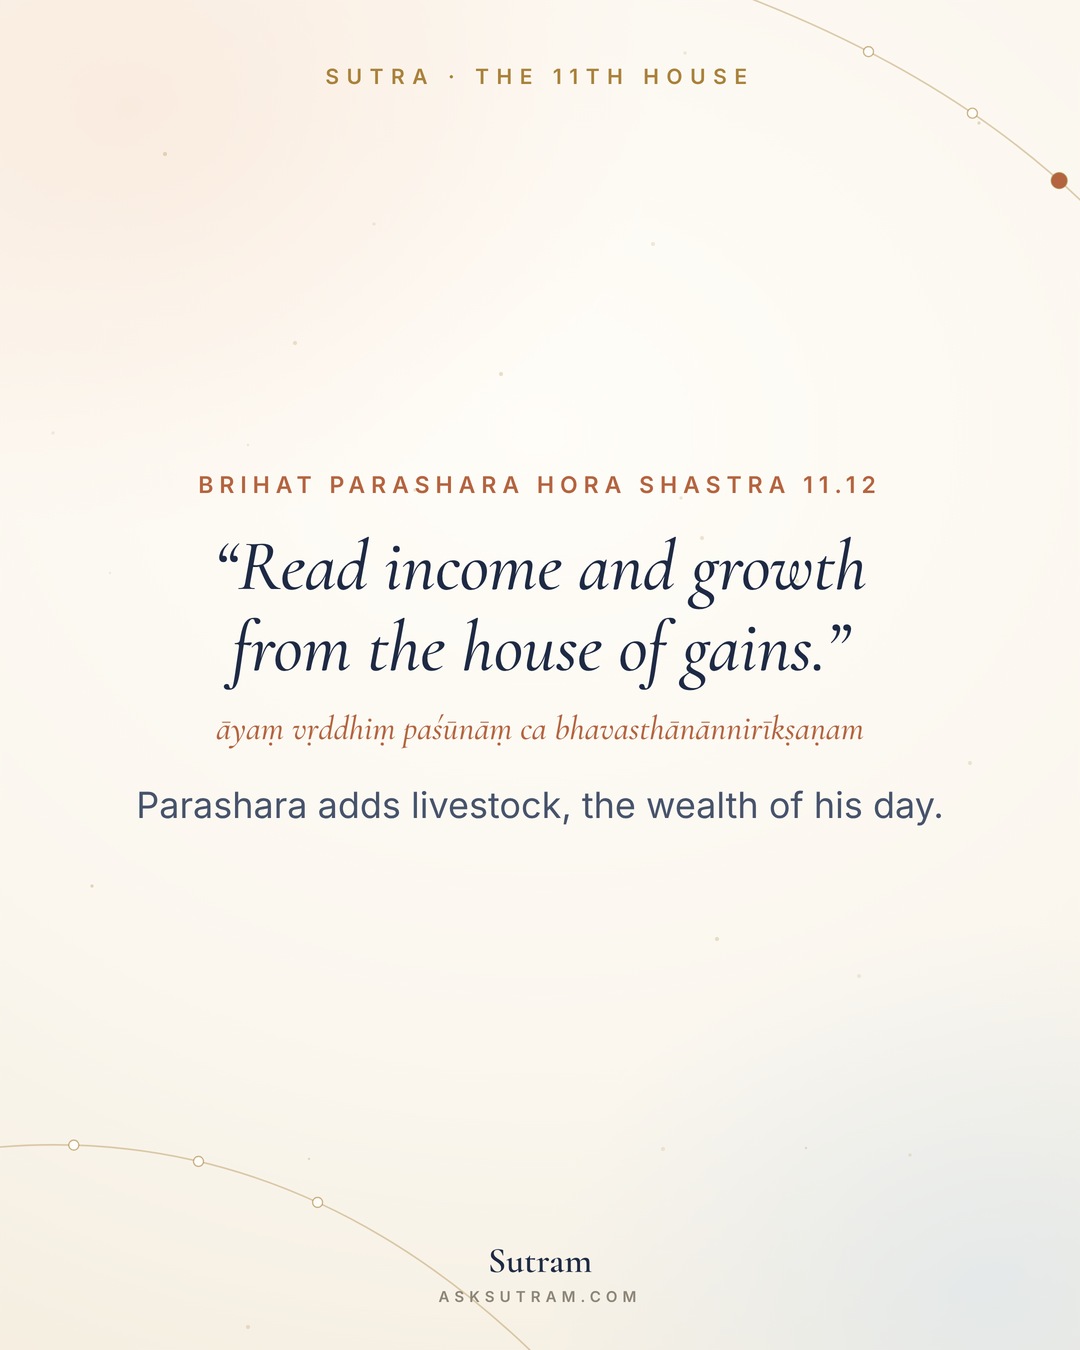 SUTRA · THE 11TH HOUSE
BRIHAT PARASHARA HORA SHASTRA 11.12
“Read income and growth
from the house of gains.”
āyaṃ vṛddhiṃ paśūnāṃ ca bhavasthānānnirīkṣaṇam
Parashara adds livestock, the wealth of his day.
Sutram
ASKSUTRAM.COM